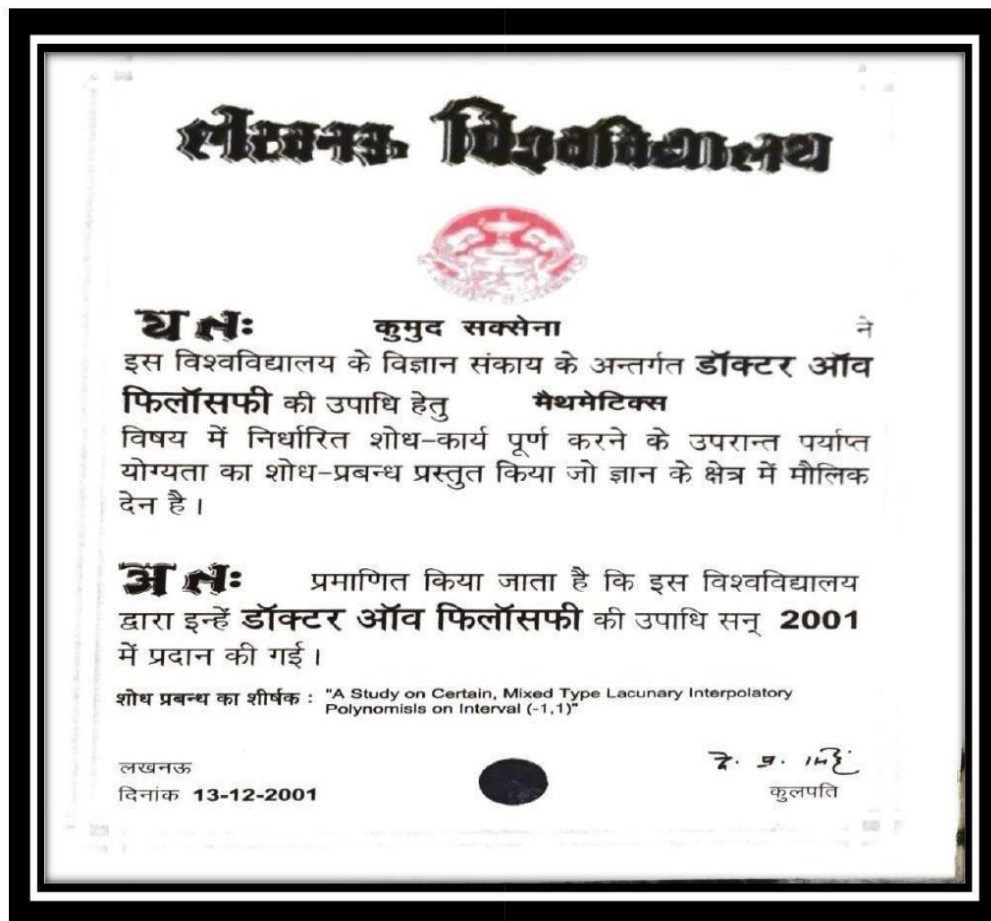 लखनऊ विश्वविद्यालय
यतः कुमुद सक्सेना ने
इस विश्वविद्यालय के विज्ञान संकाय के अन्तर्गत डॉक्टर ऑव
फिलॉसफी की उपाधि हेतु मैथमेटिक्स
विषय में निर्धारित शोध-कार्य पूर्ण करने के उपरान्त पर्याप्त
योग्यता का शोध-प्रबन्ध प्रस्तुत किया जो ज्ञान के क्षेत्र में मौलिक
देन है।
अतः प्रमाणित किया जाता है कि इस विश्वविद्यालय
द्वारा इन्हें डॉक्टर ऑव फिलॉसफी की उपाधि सन् 2001
में प्रदान की गई।
शोध प्रबन्ध का शीर्षक : "A Study on Certain, Mixed Type Lacunary Interpolatory
Polynomisls on Interval (-1,1)"
लखनऊ
दिनांक 13-12-2001
कुलपति